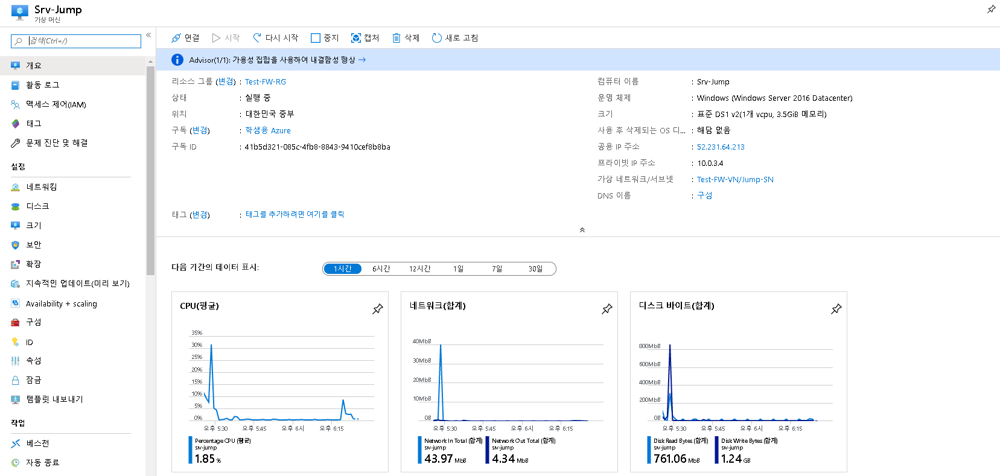 Srv-Jump
가상 머신
검색(Ctrl+/)
«
개요
활동 로그
액세스 제어(IAM)
태그
문제 진단 및 해결
설정
네트워킹
디스크
크기
보안
확장
지속적인 업데이트(미리 보기)
Availability + scaling
구성
ID
속성
잠금
템플릿 내보내기
작업
베스천
자동 종료
연결 시작 다시 시작 중지 캡처 삭제 새로 고침
Advisor(1/1): 가용성 집합을 사용하여 내결함성 향상 →
리소스 그룹 (변경) : Test-FW-RG
상태 : 실행 중
위치 : 대한민국 중부
구독 (변경) : 학생용 Azure
구독 ID : 41b5d321-085c-4fb8-8843-9410cef8b8ba
태그 (변경) : 태그를 추가하려면 여기를 클릭
컴퓨터 이름 : Srv-Jump
운영 체제 : Windows (Windows Server 2016 Datacenter)
크기 : 표준 DS1 v2(1개 vcpu, 3.5GiB 메모리)
사용 후 삭제되는 OS 디... : 해당 없음
공용 IP 주소 : 52.231.64.213
프라이빗 IP 주소 : 10.0.3.4
가상 네트워크/서브넷 : Test-FW-VN/Jump-SN
DNS 이름 : 구성
다음 기간의 데이터 표시: 1시간 6시간 12시간 1일 7일 30일
CPU(평균)
35%
30%
25%
20%
15%
10%
5%
0%
오후 5:30 오후 5:45 오후 6시 오후 6:15
Percentage CPU (평균)
srv-jump
1.85 %
네트워크(합계)
40MbB
30MbB
20MbB
10MbB
0B
오후 5:30 오후 5:45 오후 6시 오후 6:15
Network In Total (합계)
srv-jump
43.97 MbB
Network Out Total (합계)
srv-jump
4.34 MbB
디스크 바이트(합계)
800MbB
600MbB
400MbB
200MbB
0B
오후 5:30 오후 5:45 오후 6시 오후 6:15
Disk Read Bytes (합계)
srv-jump
761.06 MbB
Disk Write Bytes (합계)
srv-jump
1.24 GB